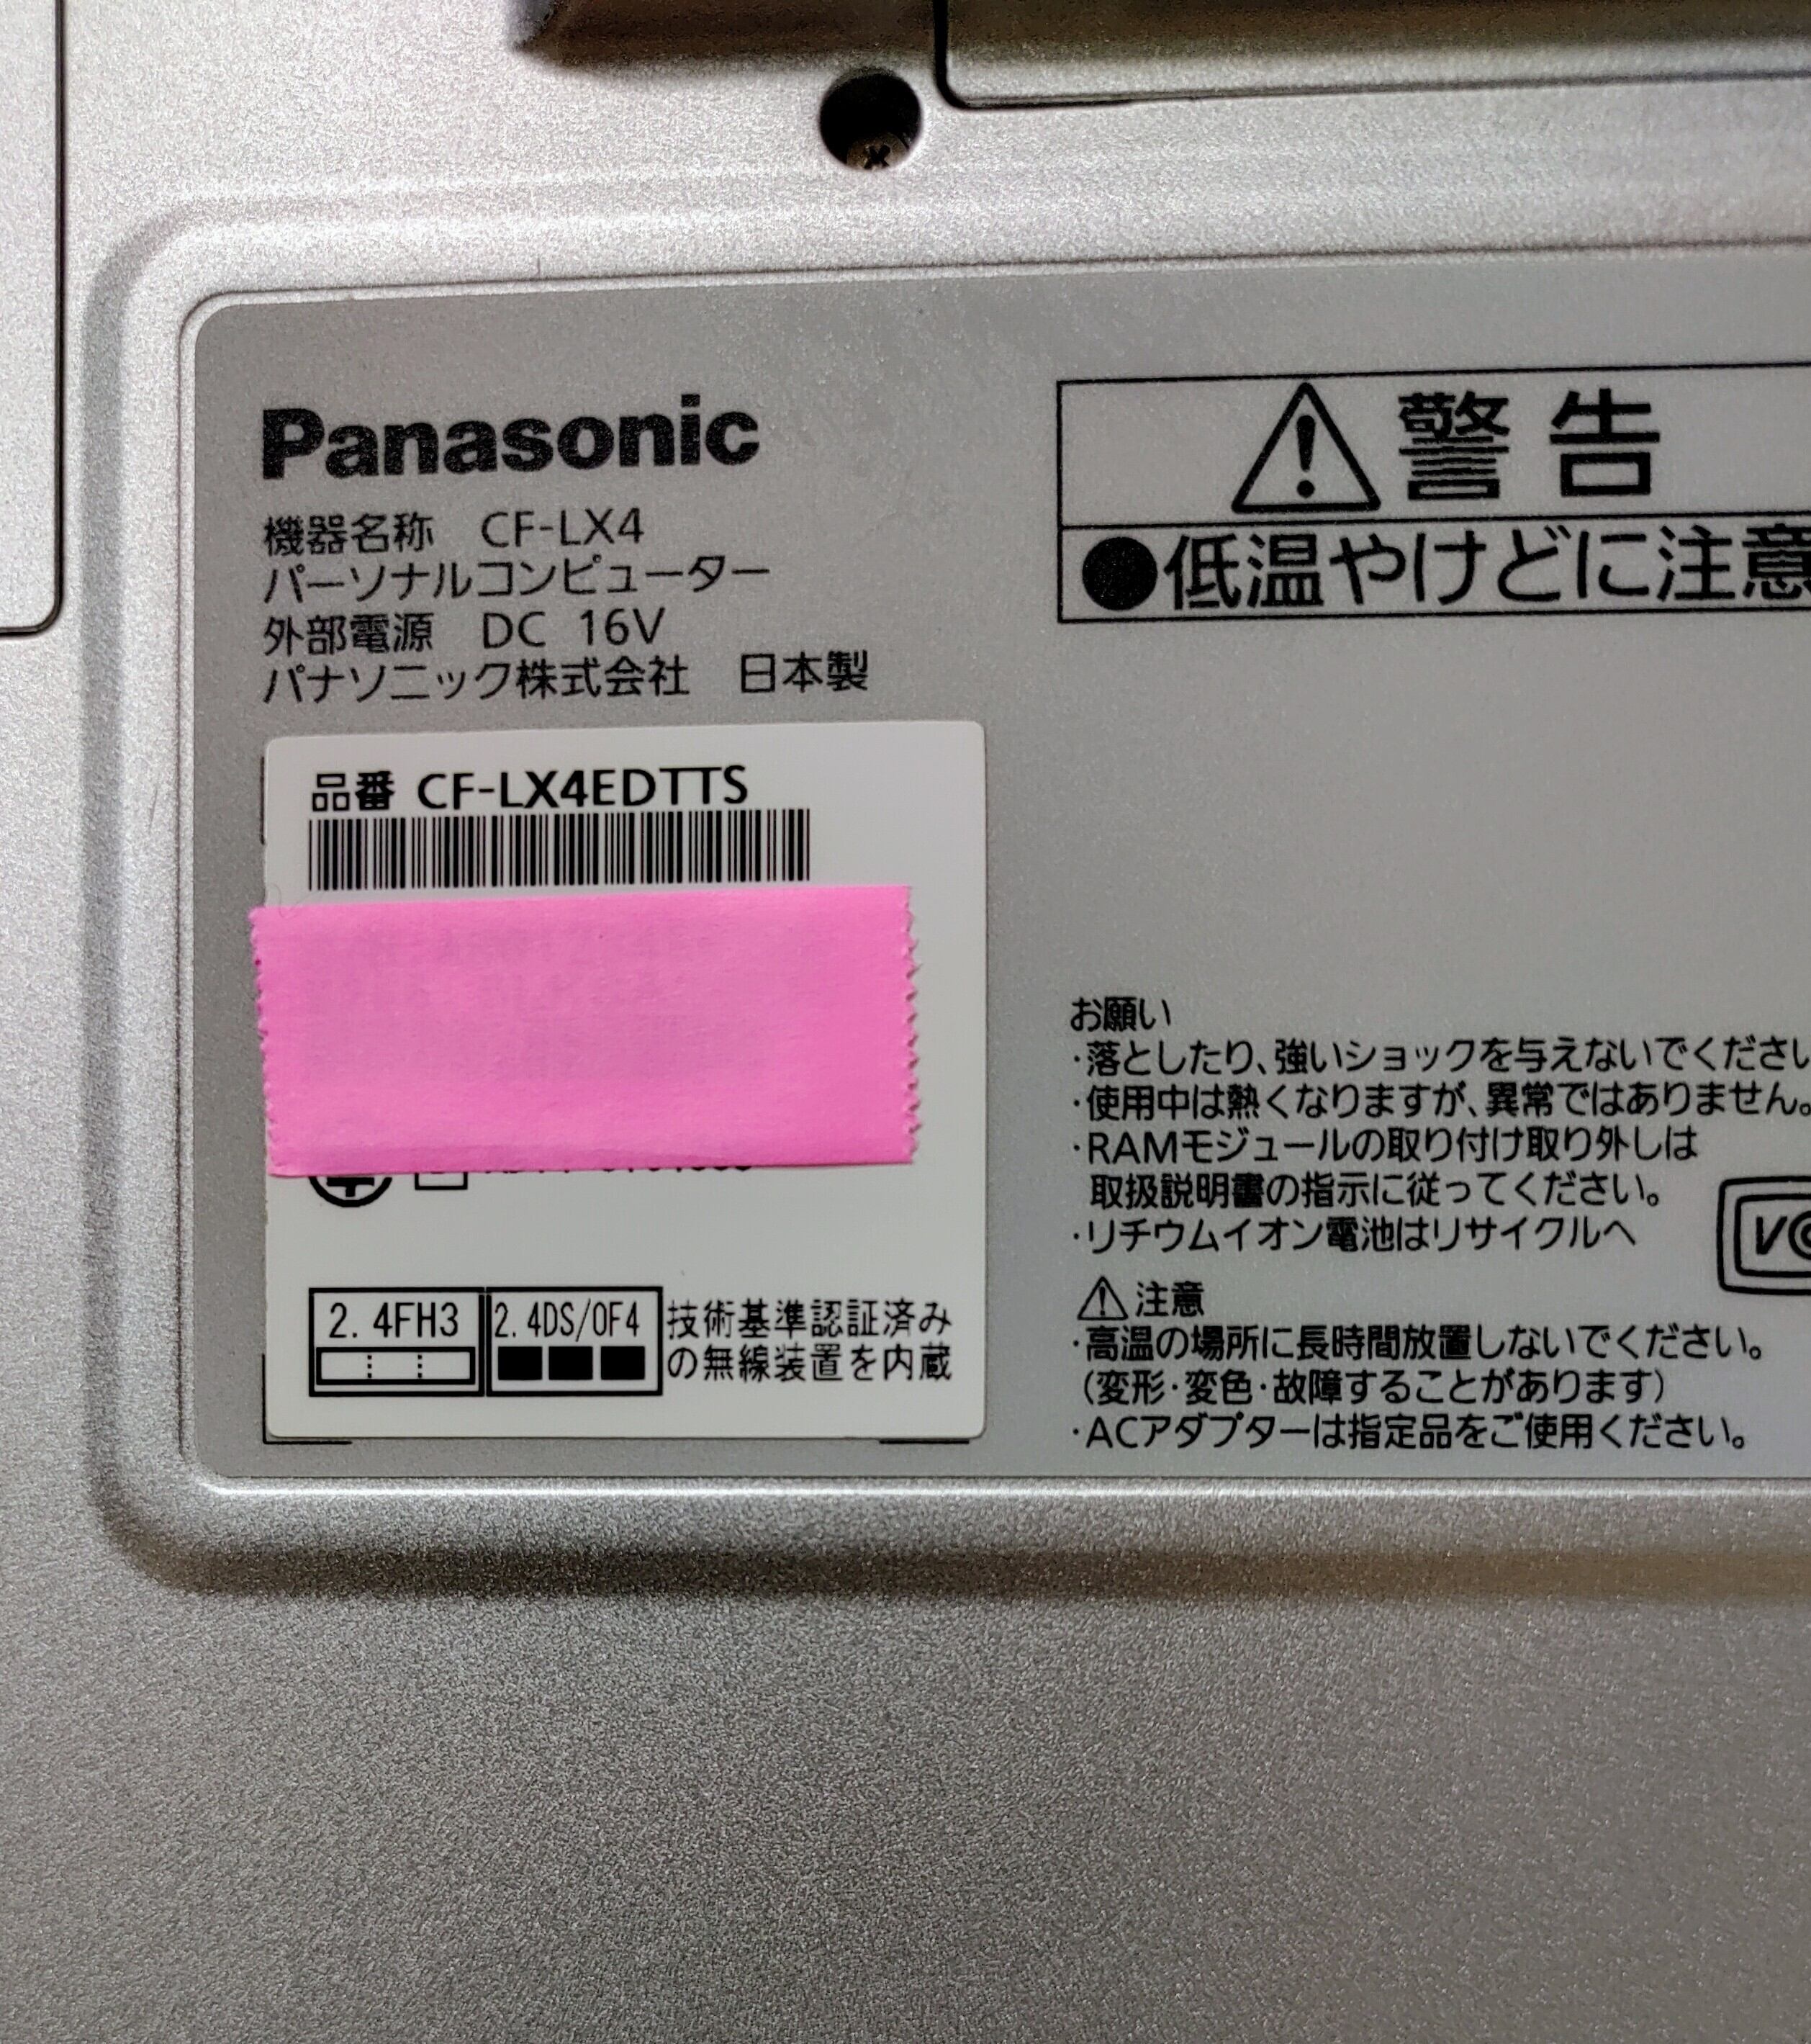 Panasonic
機器名称 CF-LX4
パーソナルコンピューター
外部電源 DC 16V
パナソニック株式会社 日本製
品番 CF-LX4EDTTS
2.4FH3
2.4DS/OF4
技術基準認証済み
の無線装置を内蔵
警告
●低温やけどに注意
お願い
・落としたり、強いショックを与えないでください
・使用中は熱くなりますが、異常ではありません。
・RAMモジュールの取り付け取り外しは
取扱説明書の指示に従ってください。
・リチウムイオン電池はリサイクルへ
注意
・高温の場所に長時間放置しないでください。
(変形・変色・故障することがあります)
・ACアダプターは指定品をご使用ください。